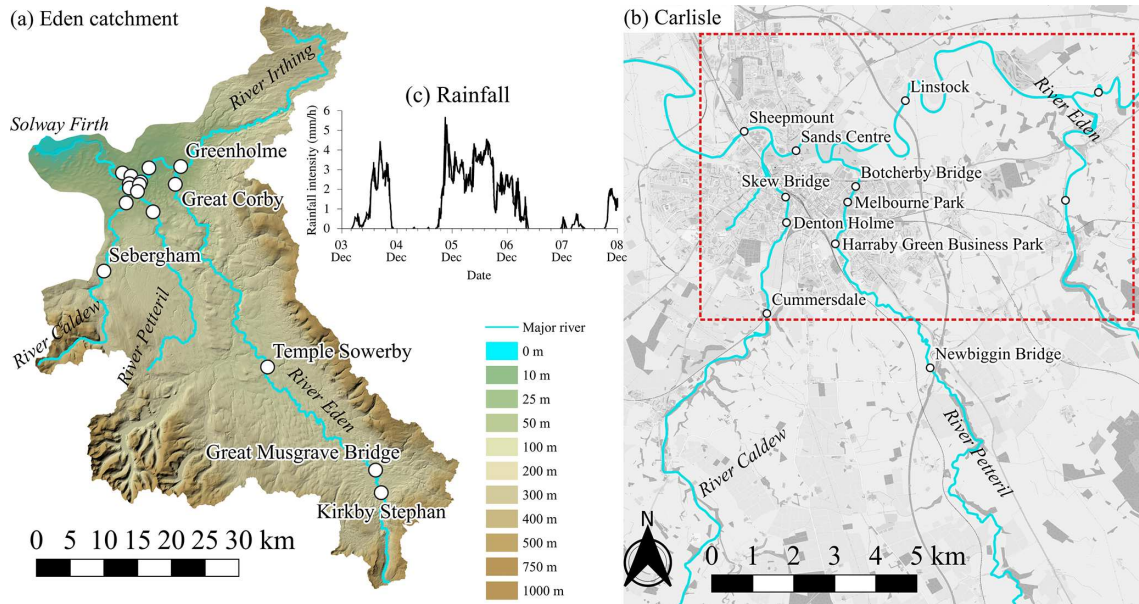 (a) Eden catchment
River Irthing
Solway Firth
Greenholme
Great Corby
Sebergham
River Caldew
River Petteril
Temple Sowerby
River Eden
Great Musgrave Bridge
Kirkby Stephan
0 5 10 15 20 25 30 km
(c) Rainfall
Rainfall intensity (mm/h)
6
5
4
3
2
1
0
03 04 05 06 07 08
Dec Dec Dec Dec Dec Dec
Date
Major river
0 m
10 m
25 m
50 m
100 m
200 m
300 m
400 m
500 m
750 m
1000 m
(b) Carlisle
Linstock
River Eden
Sheepmount
Sands Centre
Botcherby Bridge
Skew Bridge
Melbourne Park
Denton Holme
Harraby Green Business Park
Cummersdale
Newbiggin Bridge
River Caldew
River Petteril
N
0 1 2 3 4 5 km